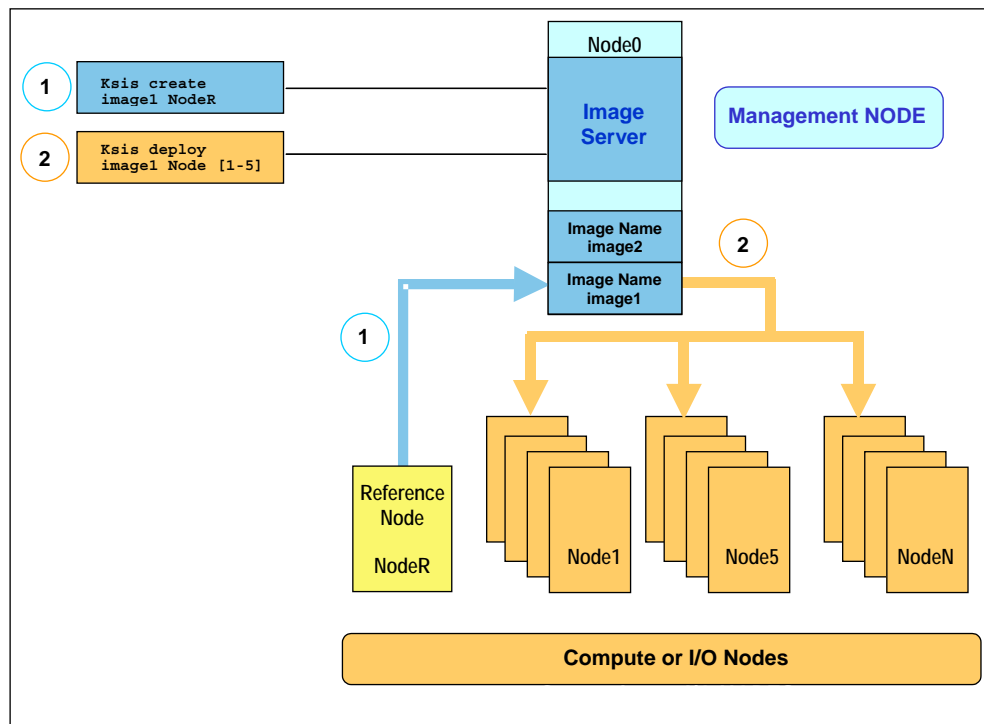 Node0
1
Ksis create
image1 NodeR
Image
Server
Management NODE
2
Ksis deploy
image1 Node [1-5]
Image Name
image2
2
Image Name
image1
1
Reference
Node
NodeR
Node1
Node5
NodeN
Compute or I/O Nodes